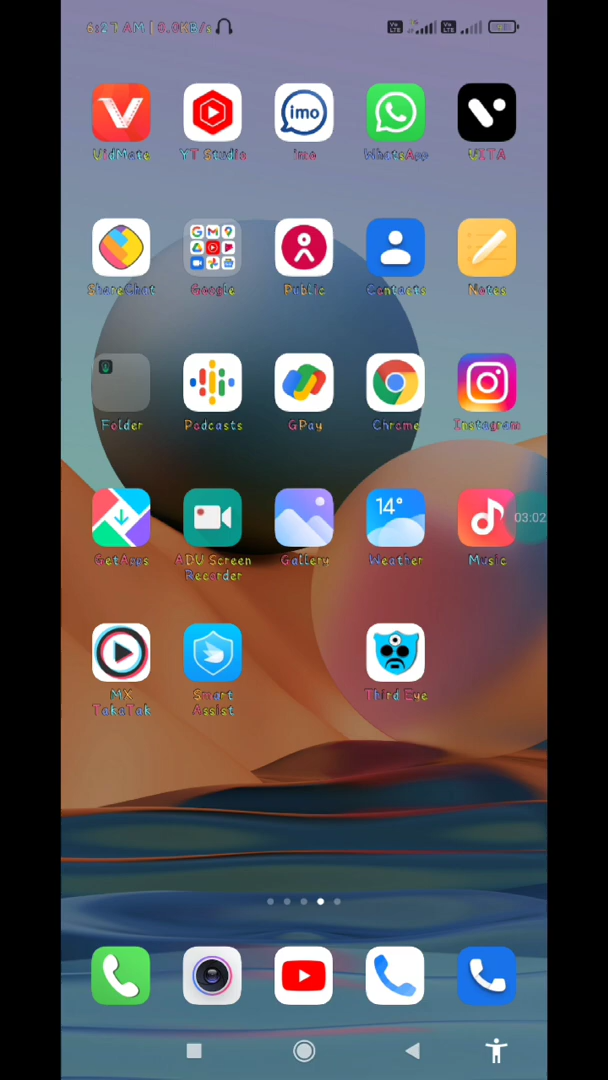 6:27 AM | 0.0KB/s
VidMate
YT Studio
imo
imo
WhatsApp
VITA
ShareChat
Google
Public
Contacts
Notes
Folder
Podcasts
GPay
Chrome
Instagram
14°
03:02
GetApps
ADV Screen
Recorder
Gallery
Weather
Music
MX
TakaTak
Smart
Assist
Third Eye